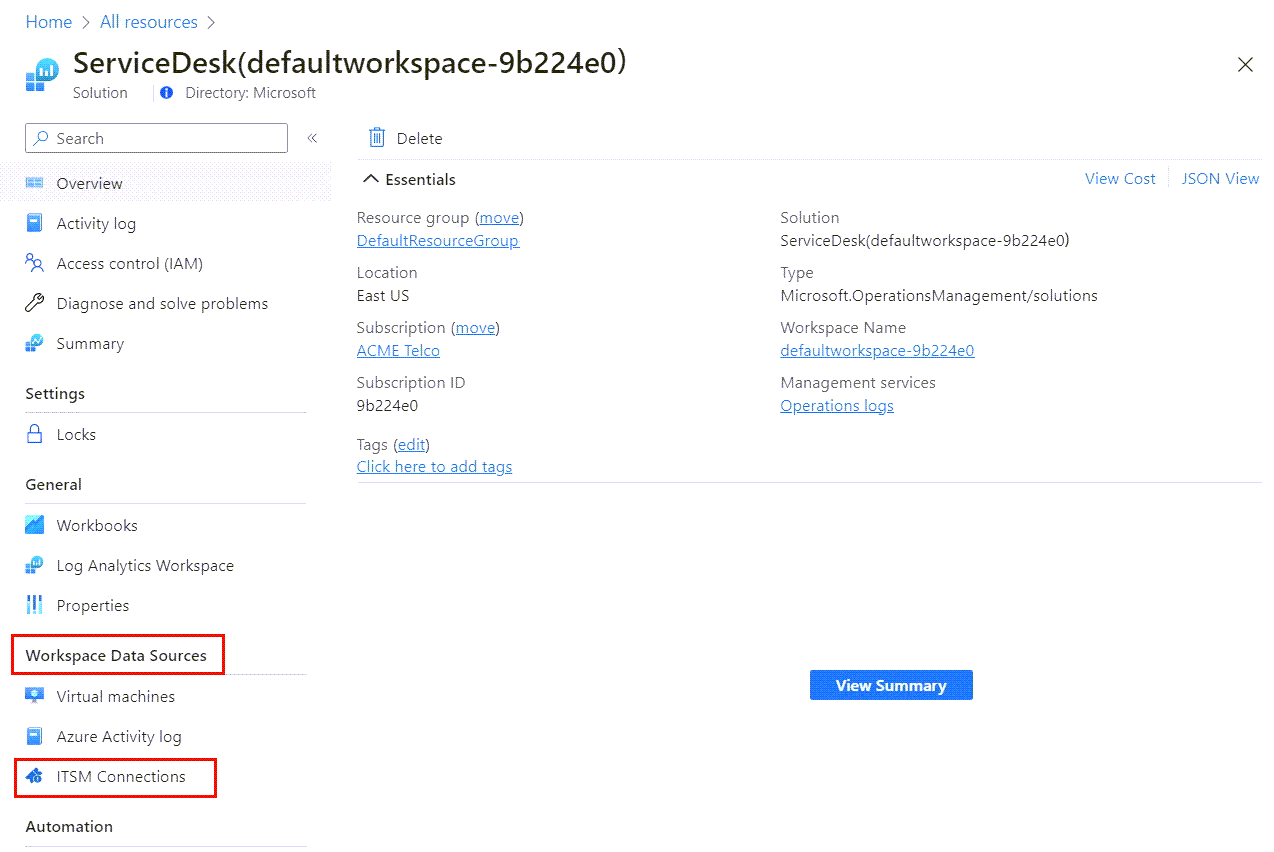 Home > All resources >
ServiceDesk(defaultworkspace-9b224e0)
Solution
Directory: Microsoft
Search
«
Overview
Activity log
Access control (IAM)
Diagnose and solve problems
Summary
Settings
Locks
General
Workbooks
Log Analytics Workspace
Properties
Workspace Data Sources
Virtual machines
Azure Activity log
ITSM Connections
Automation
Delete
Essentials
View Cost
JSON View
Resource group (move)
DefaultResourceGroup
Location
East US
Subscription (move)
ACME Telco
Subscription ID
9b224e0
Tags (edit)
Click here to add tags
Solution
ServiceDesk(defaultworkspace-9b224e0)
Type
Microsoft.OperationsManagement/solutions
Workspace Name
defaultworkspace-9b224e0
Management services
Operations logs
View Summary